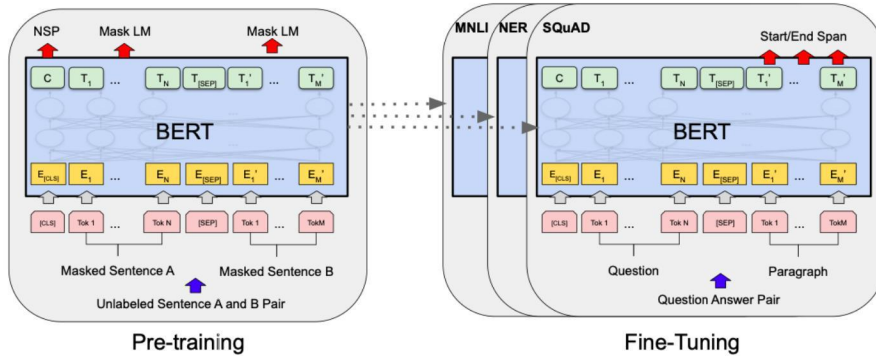 NSP Mask LM Mask LM
C T1 ... TN T[SEP] T1' ... TM'
BERT
E[CLS] E1 ... EN E[SEP] E1' ... EM'
[CLS] Tok 1 ... Tok N [SEP] Tok 1 ... TokM
Masked Sentence A Masked Sentence B
Unlabeled Sentence A and B Pair
Pre-training
MNLI NER SQuAD
Start/End Span
C T1 ... TN T[SEP] T1' ... TM'
BERT
E[CLS] E1 ... EN E[SEP] E1' ... EM'
[CLS] Tok 1 ... Tok N [SEP] Tok 1 ... TokM
Question Paragraph
Question Answer Pair
Fine-Tuning